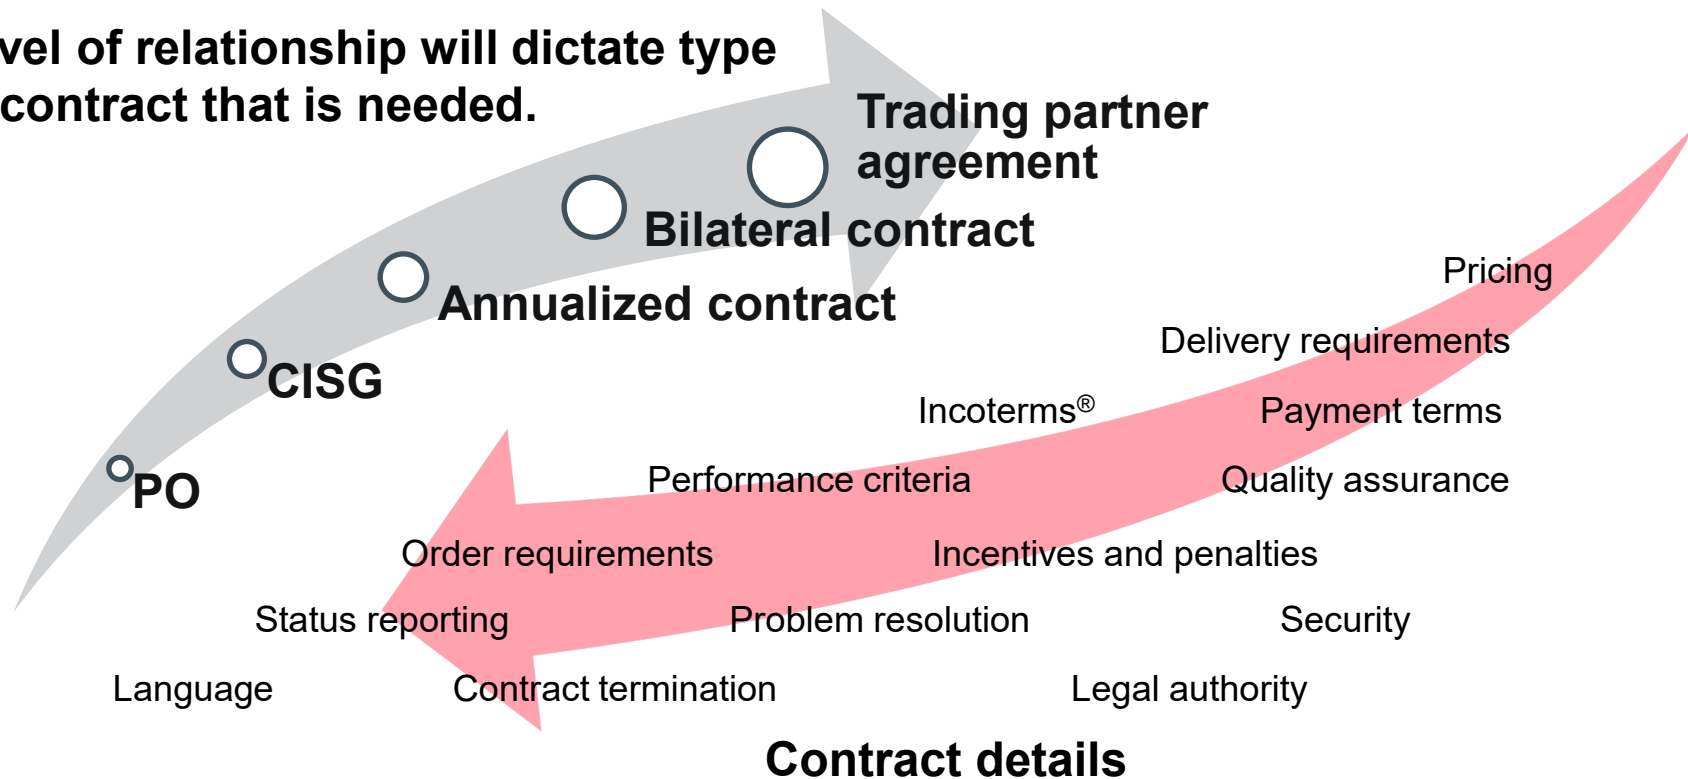 vel of relationship will dictate type
contract that is needed.
Trading partner
agreement
Bilateral contract
Annualized contract
CISG
PO
Pricing
Delivery requirements
Incoterms® Payment terms
Performance criteria Quality assurance
Order requirements Incentives and penalties
Status reporting Problem resolution Security
Language Contract termination Legal authority
Contract details